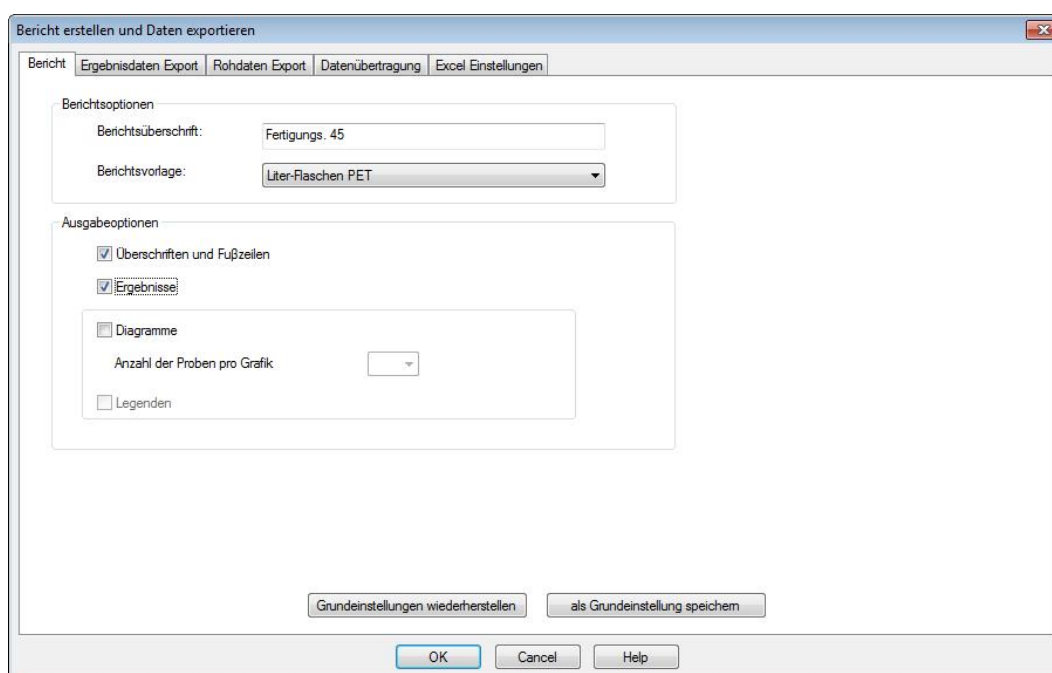 Bericht erstellen und Daten exportieren
Bericht Ergebnisdaten Export Rohdaten Export Datenübertragung Excel Einstellungen
Berichtsoptionen
Berichtsüberschrift: Fertigungs. 45
Berichtsvorlage: Liter-Flaschen PET
Ausgabeoptionen
Überschriften und Fußzeilen
Ergebnisse
Diagramme
Anzahl der Proben pro Grafik
Legenden
Grundeinstellungen wiederherstellen als Grundeinstellung speichern
OK Cancel Help